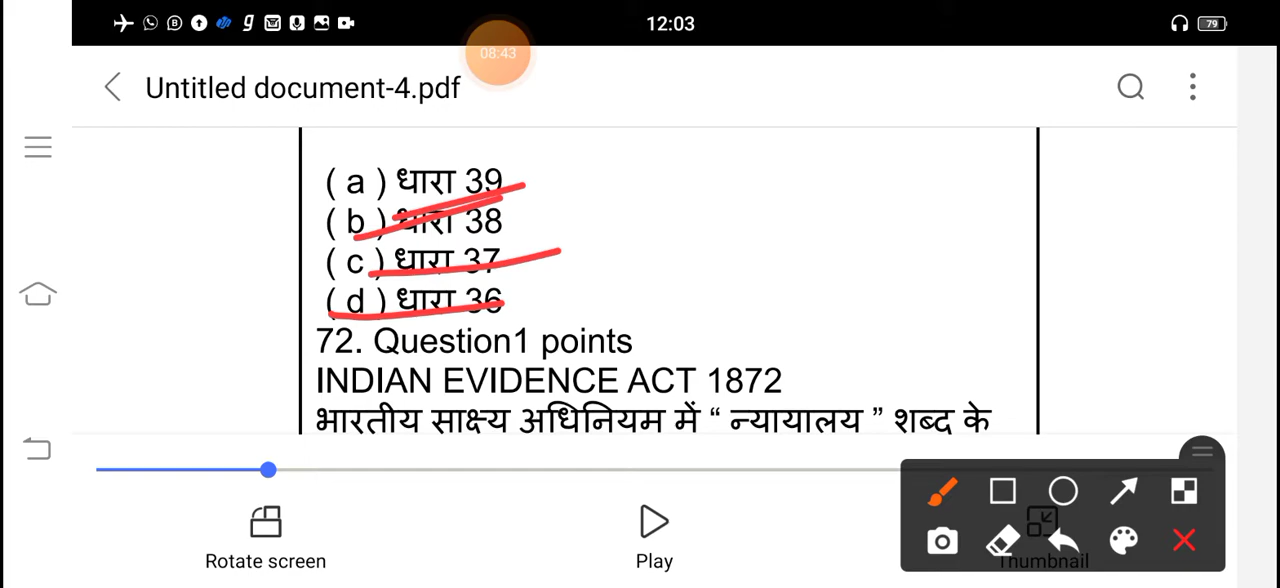 12:03
79
08:43
Untitled document-4.pdf
( a ) धारा 39
( b ) धारा 38
( c ) धारा 37
( d ) धारा 36
72. Question1 points
INDIAN EVIDENCE ACT 1872
भारतीय साक्ष्य अधिनियम में “ न्यायालय ” शब्द के
Rotate screen
Play
Thumbnail